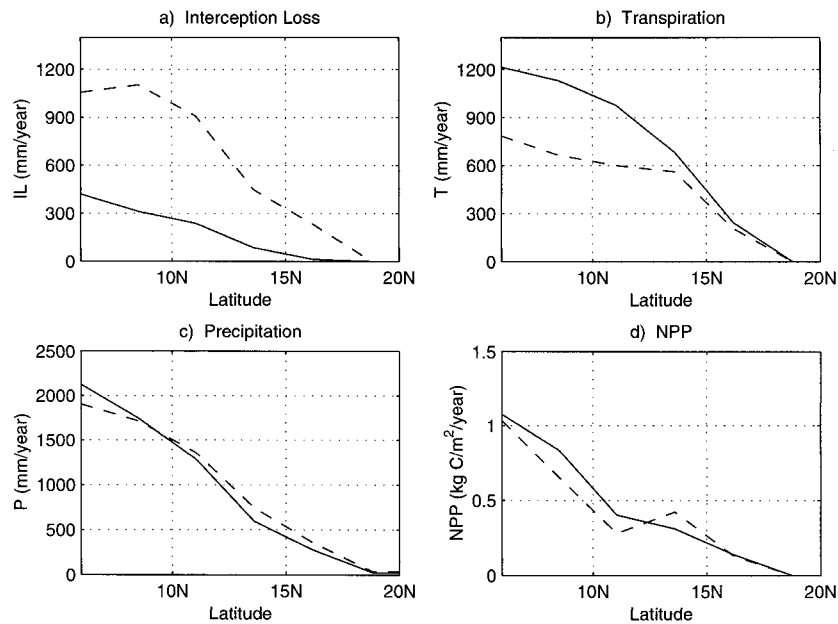 a) Interception Loss
1200
900
600
300
0
IL (mm/year)
10N 15N 20N
Latitude
b) Transpiration
1200
900
600
300
0
T (mm/year)
10N 15N 20N
Latitude
c) Precipitation
2500
2000
1500
1000
500
0
P (mm/year)
10N 15N 20N
Latitude
d) NPP
1.5
1
0.5
0
NPP (kg C/m²/year)
10N 15N 20N
Latitude